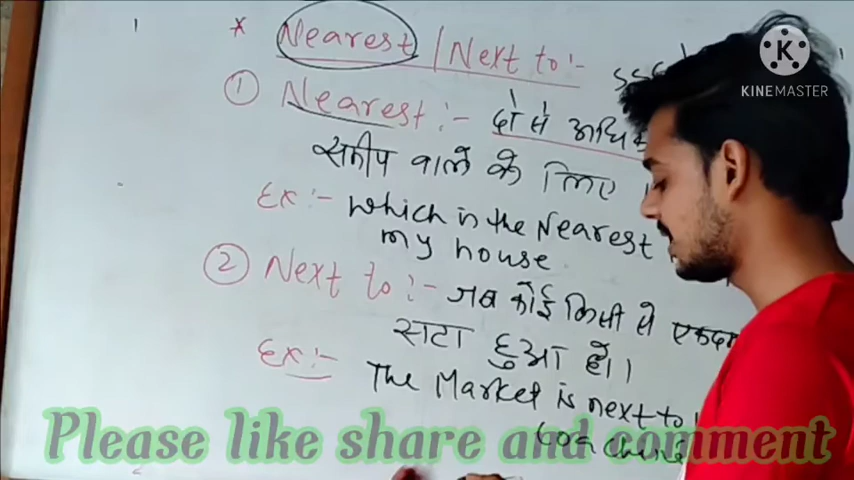 * Nearest / Next to :-
① Nearest :- दो से अधिक
समीप वाले के लिए
Ex :- Which is the Nearest
my house
② Next to :- जब कोई किसी से एकदम
सटा हुआ हो।
Ex :- The Market is next to
Please like share and comment
KINEMASTER